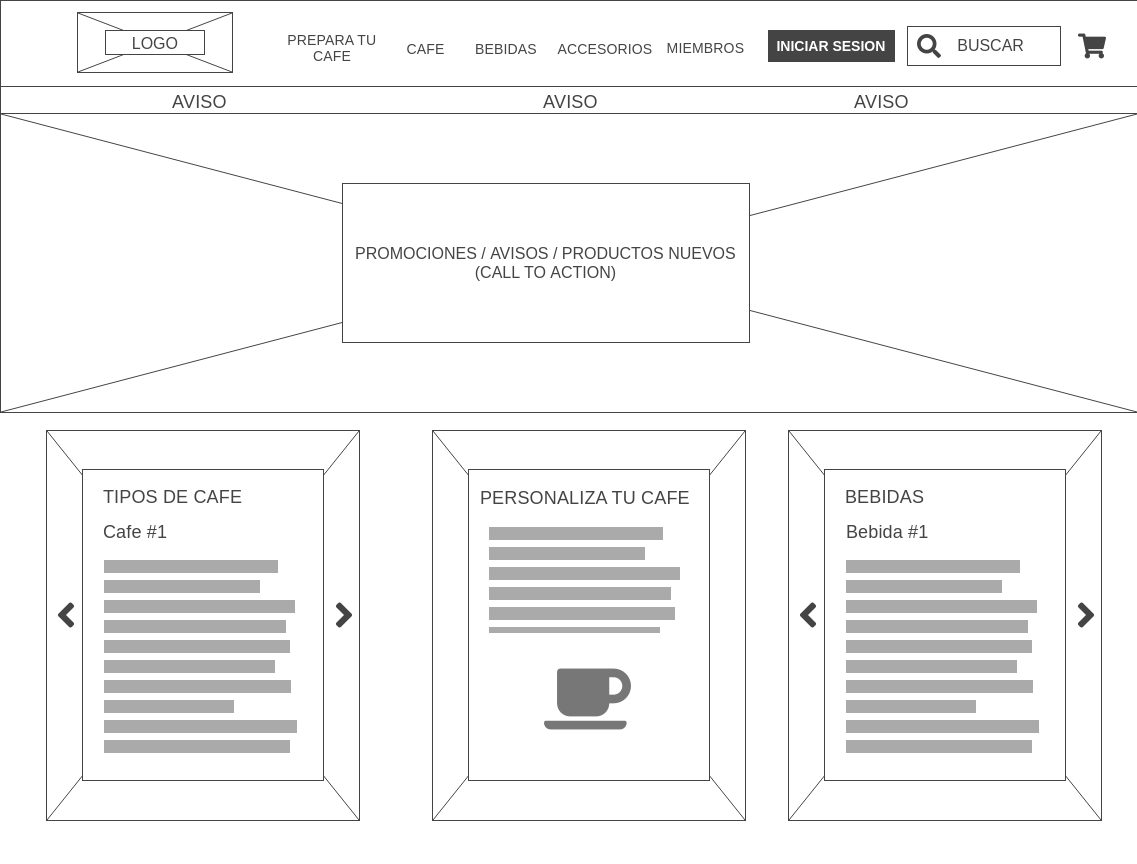 LOGO
PREPARA TU
CAFE
CAFE
BEBIDAS
ACCESORIOS
MIEMBROS
INICIAR SESION
BUSCAR
AVISO
AVISO
AVISO
PROMOCIONES / AVISOS / PRODUCTOS NUEVOS
(CALL TO ACTION)
TIPOS DE CAFE
Cafe #1
PERSONALIZA TU CAFE
BEBIDAS
Bebida #1